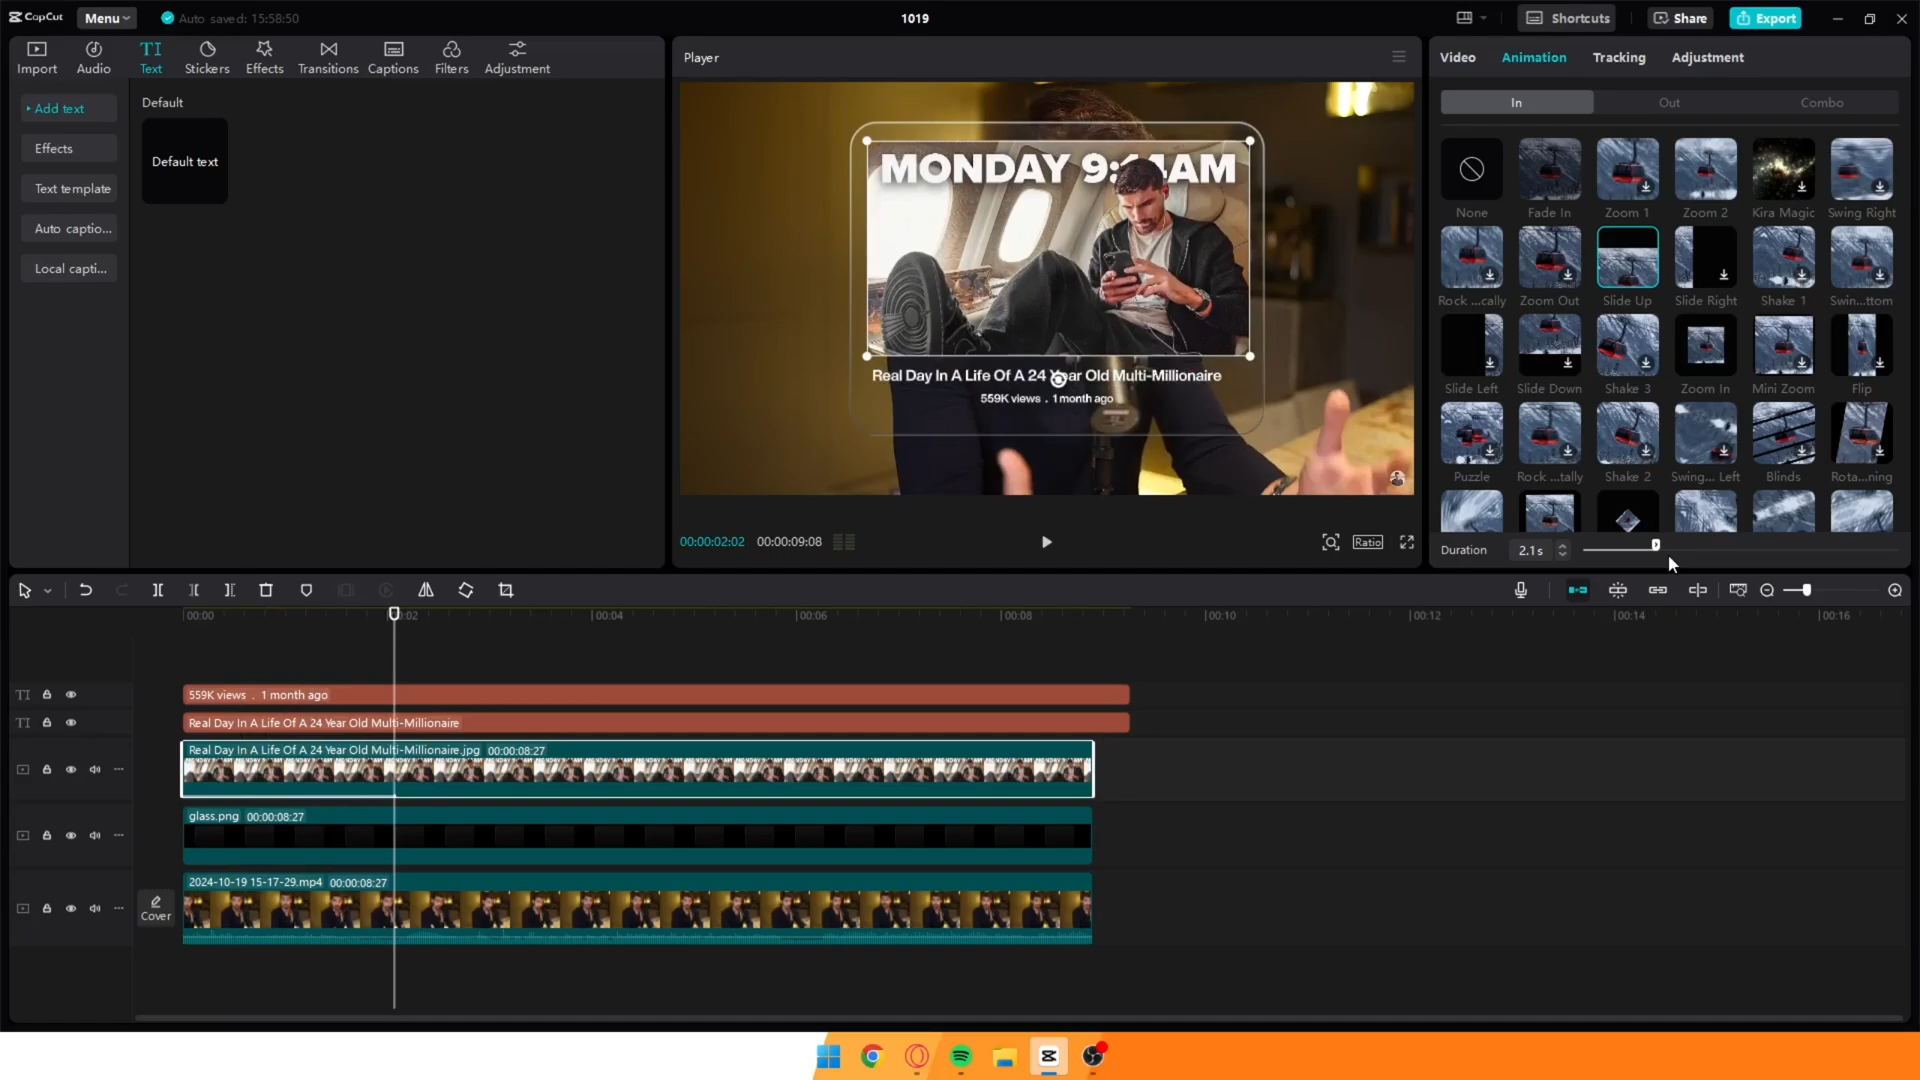 CapCut
Menu
Auto saved: 15:58:50
1019
Shortcuts
Share
Export
Import
Audio
TI
Text
Stickers
Effects
Transitions
Captions
Filters
Adjustment
Add text
Effects
Text template
Auto captio...
Local capti...
Default
Default text
Player
MONDAY 9:14AM
Real Day In A Life Of A 24 Year Old Multi-Millionaire
559K views . 1 month ago
00:00:02:02
00:00:09:08
Ratio
Video
Animation
Tracking
Adjustment
In
Out
Combo
None
Fade In
Zoom 1
Zoom 2
Kira Magic
Swing Right
Rock ...cally
Zoom Out
Slide Up
Slide Right
Shake 1
Swin...ttom
Slide Left
Slide Down
Shake 3
Zoom In
Mini Zoom
Flip
Puzzle
Rock ...tally
Shake 2
Swing... Left
Blinds
Rota...ning
Duration
2.1s
00:00
00:02
00:04
00:06
00:08
00:10
00:12
00:14
00:16
TI
559K views . 1 month ago
TI
Real Day In A Life Of A 24 Year Old Multi-Millionaire
Real Day In A Life Of A 24 Year Old Multi-Millionaire.jpg 00:00:08:27
glass.png 00:00:08:27
Cover
2024-10-19 15-17-29.mp4 00:00:08:27